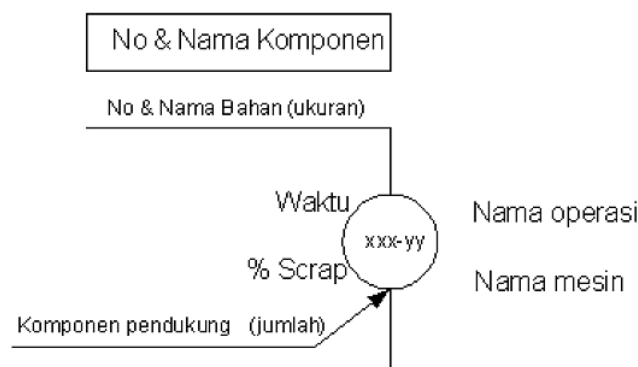 No & Nama Komponen
No & Nama Bahan (ukuran)
Waktu
Nama operasi
xxx-yy
% Scrap
Nama mesin
Komponen pendukung (jumlah)